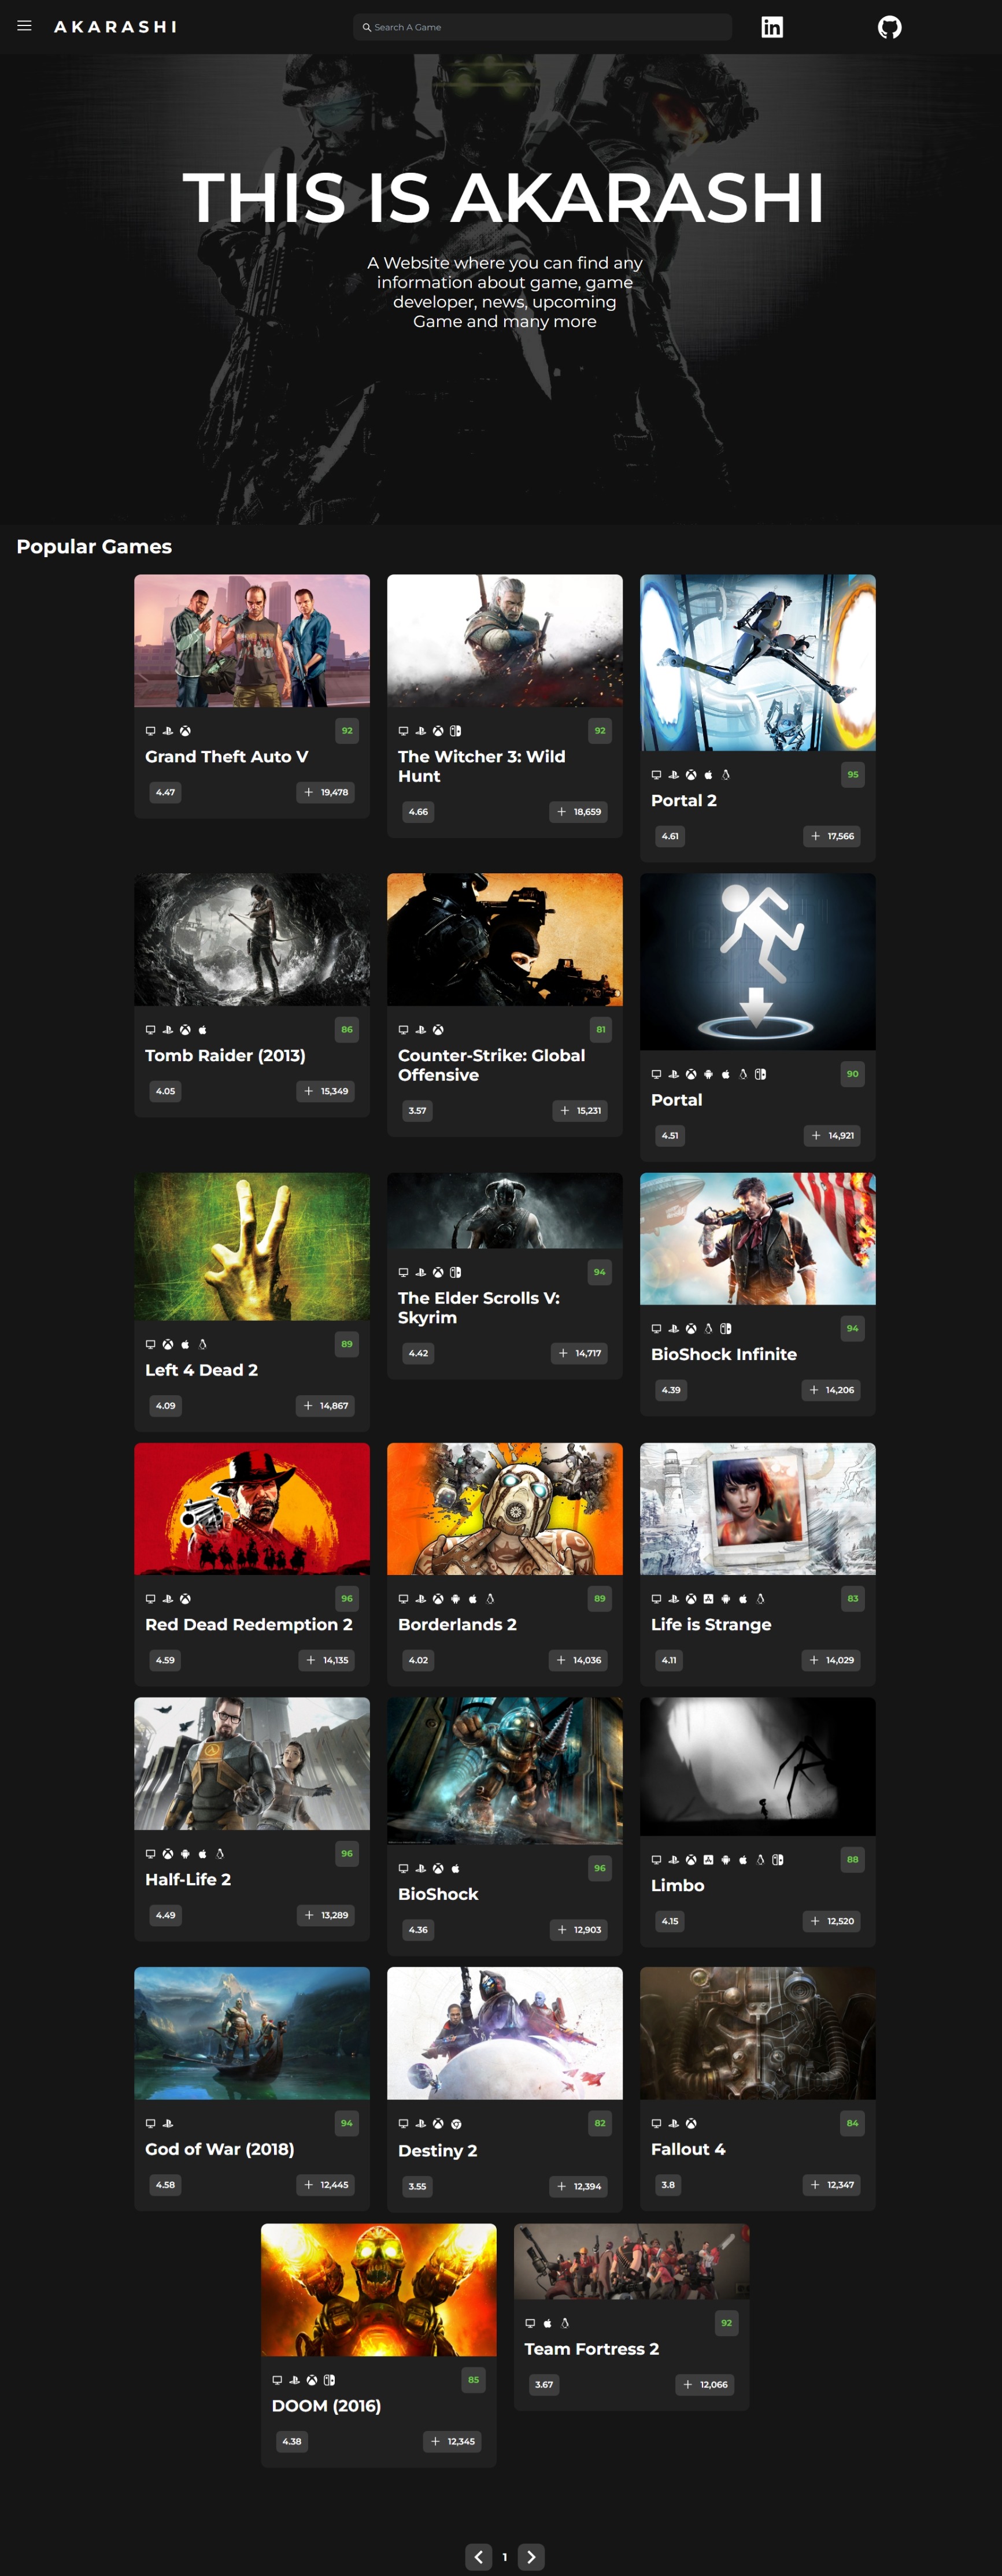 AKARASHI
Search A Game
THIS IS AKARASHI
A Website where you can find any
information about game, game
developer, news, upcoming
Game and many more
Popular Games
92
Grand Theft Auto V
4.47
19,478
92
The Witcher 3: Wild
Hunt
4.66
18,659
95
Portal 2
4.61
17,566
86
Tomb Raider (2013)
4.05
15,349
81
Counter-Strike: Global
Offensive
3.57
15,231
90
Portal
4.51
14,921
89
Left 4 Dead 2
4.09
14,867
94
The Elder Scrolls V:
Skyrim
4.42
14,717
94
BioShock Infinite
4.39
14,206
96
Red Dead Redemption 2
4.59
14,135
89
Borderlands 2
4.02
14,036
83
Life is Strange
4.11
14,029
96
Half-Life 2
4.49
13,289
96
BioShock
4.36
12,903
88
Limbo
4.15
12,520
94
God of War (2018)
4.58
12,445
82
Destiny 2
3.55
12,394
84
Fallout 4
3.8
12,347
85
DOOM (2016)
4.38
12,345
92
Team Fortress 2
3.67
12,066
1